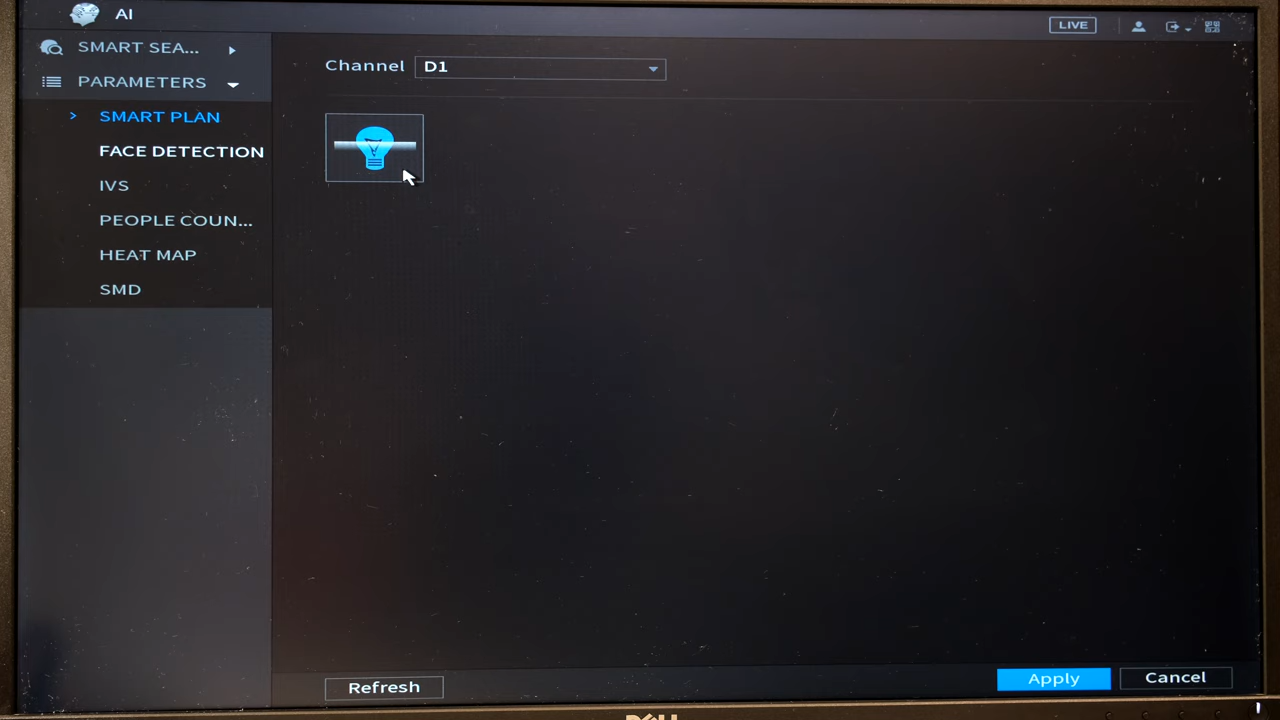 AI
LIVE
SMART SEA...
PARAMETERS
SMART PLAN
FACE DETECTION
IVS
PEOPLE COUN...
HEAT MAP
SMD
Channel D1
Refresh
Apply
Cancel
DELL